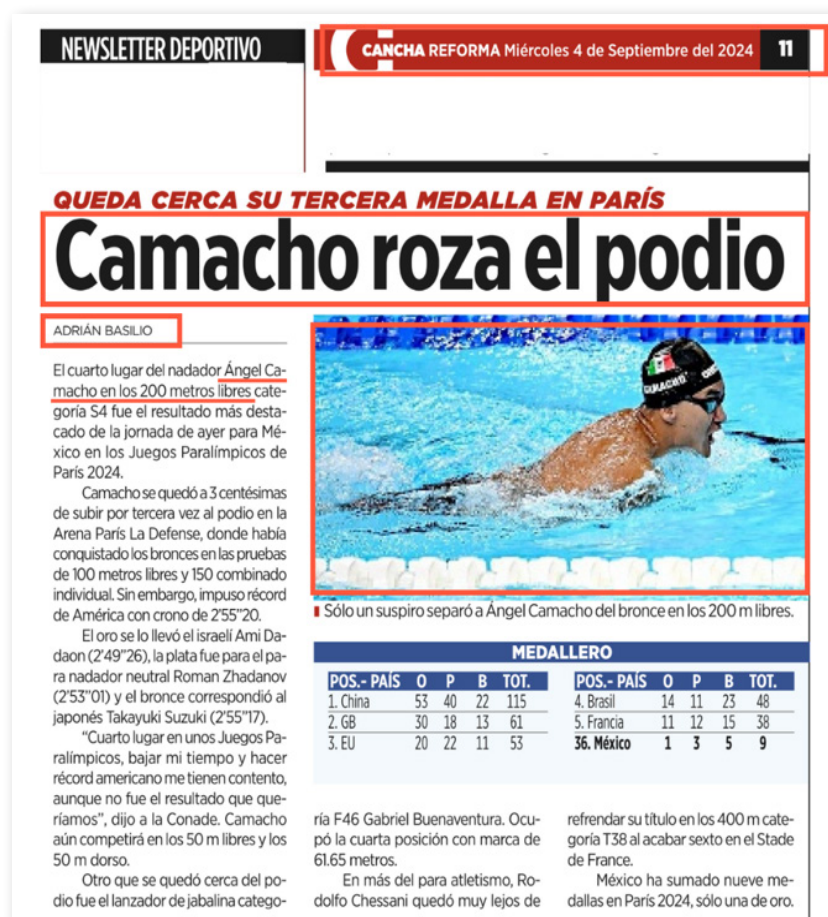 NEWSLETTER DEPORTIVO
CANCHA REFORMA Miércoles 4 de Septiembre del 2024 11
QUEDA CERCA SU TERCERA MEDALLA EN PARÍS
Camacho roza el podio
ADRIÁN BASILIO
El cuarto lugar del nadador Ángel Ca-
macho en los 200 metros libres cate-
goría S4 fue el resultado más desta-
cado de la jornada de ayer para Mé-
xico en los Juegos Paralímpicos de
París 2024.
Camacho se quedó a 3 centésimas
de subir por tercera vez al podio en la
Arena París La Defense, donde había
conquistado los bronces en las pruebas
de 100 metros libres y 150 combinado
individual. Sin embargo, impuso récord
de América con crono de 2'55"20.
El oro se lo llevó el israelí Ami Da-
daon (2'49"26), la plata fue para el pa-
ra nadador neutral Roman Zhadanov
(2'53"01) y el bronce correspondió al
japonés Takayuki Suzuki (2'55"17).
"Cuarto lugar en unos Juegos Pa-
ralímpicos, bajar mi tiempo y hacer
récord americano me tienen contento,
aunque no fue el resultado que que-
ríamos", dijo a la Conade. Camacho
aún competirá en los 50 m libres y los
50 m dorso.
Otro que se quedó cerca del po-
dio fue el lanzador de jabalina catego-
CAMACHO
Sólo un suspiro separó a Ángel Camacho del bronce en los 200 m libres.
MEDALLERO
POS.- PAÍS O P B TOT.
1. China 53 40 22 115
2. GB 30 18 13 61
3. EU 20 22 11 53
POS.- PAÍS O P B TOT.
4. Brasil 14 11 23 48
5. Francia 11 12 15 38
36. México 1 3 5 9
ría F46 Gabriel Buenaventura. Ocu-
pó la cuarta posición con marca de
61.65 metros.
En más del para atletismo, Ro-
dolfo Chessani quedó muy lejos de
refrendar su título en los 400 m cate-
goría T38 al acabar sexto en el Stade
de France.
México ha sumado nueve me-
dallas en París 2024, sólo una de oro.